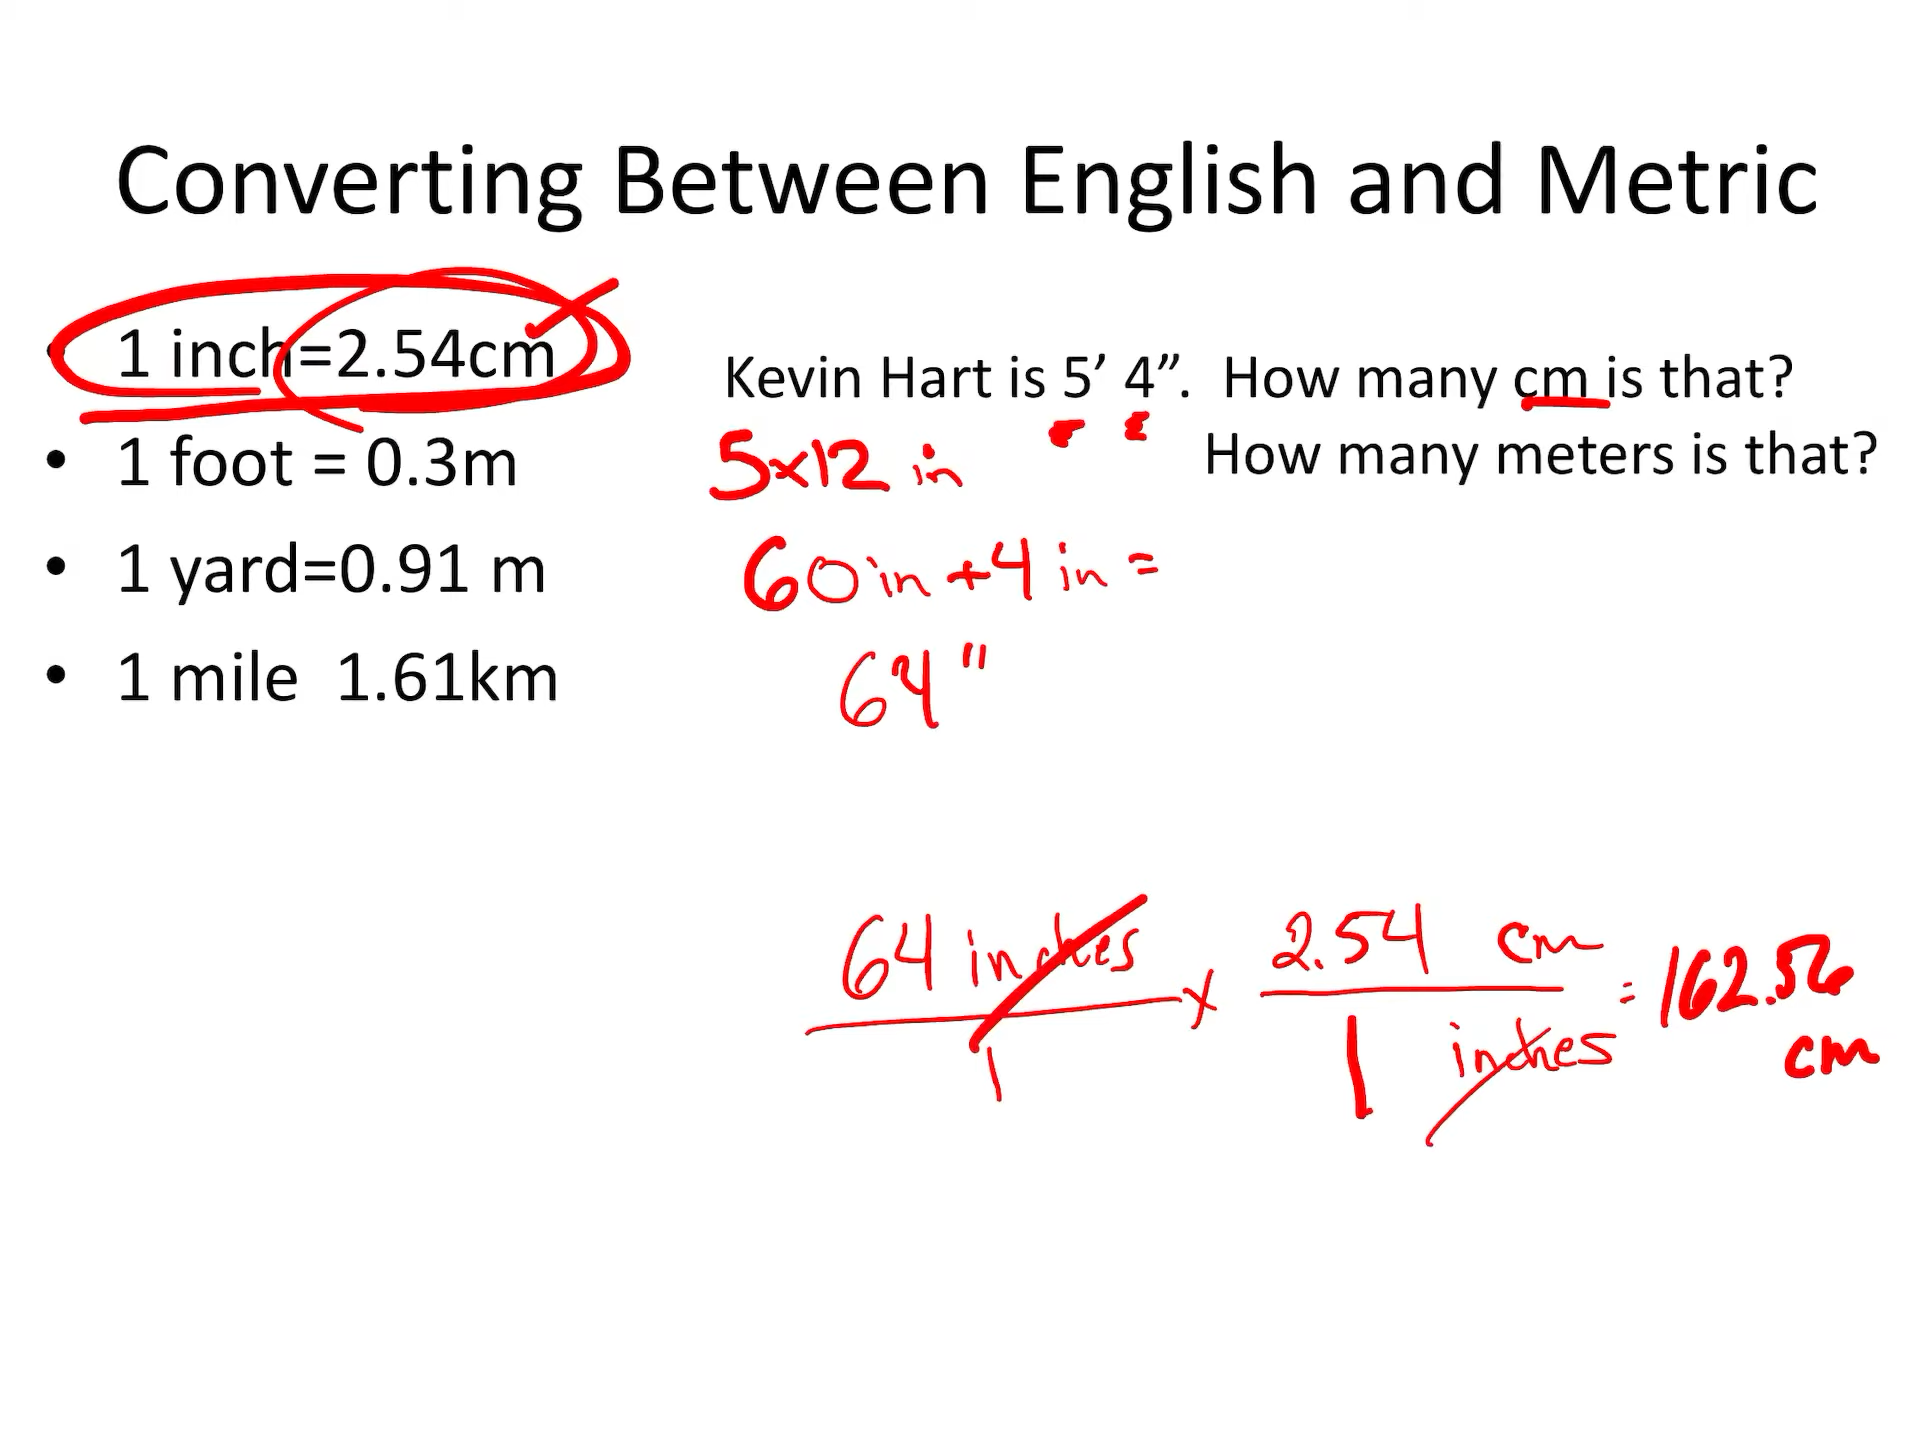 Converting Between English and Metric
• 1 inch=2.54cm
• 1 foot = 0.3m
• 1 yard=0.91 m
• 1 mile 1.61km
Kevin Hart is 5’ 4”. How many cm is that?
How many meters is that?
5x12 in
60 in +4 in =
64 "
64 inches x 2.54 cm = 162.56
1 1 inches cm